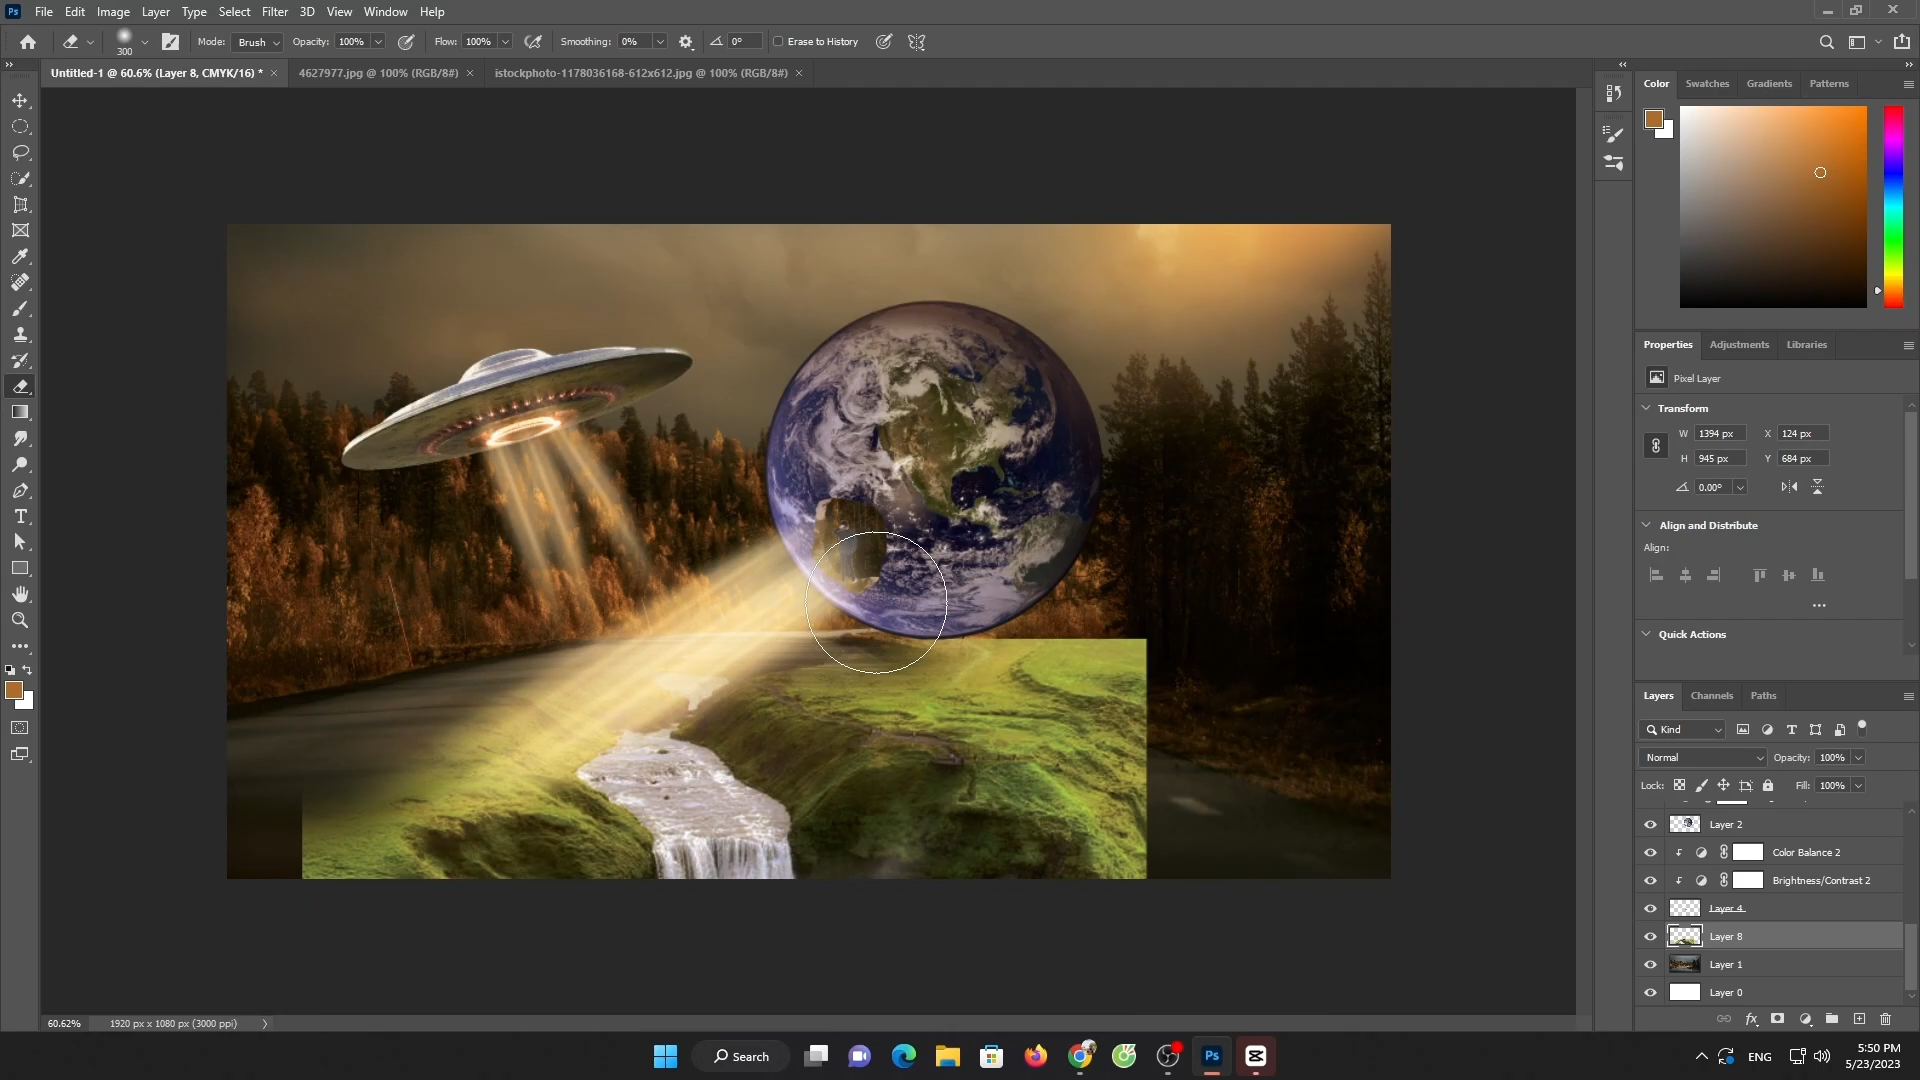 Ps File Edit Image Layer Type Select Filter 3D View Window Help
300 Mode: Brush Opacity: 100% Flow: 100% Smoothing: 0% 0° Erase to History
Untitled-1 @ 60.6% (Layer 8, CMYK/16) * 4627977.jpg @ 100% (RGB/8#) istockphoto-1178036168-612x612.jpg @ 100% (RGB/8#)
Color Swatches Gradients Patterns
Properties Adjustments Libraries
Pixel Layer
Transform
W 1394 px X 124 px
H 945 px Y 684 px
0.00°
Align and Distribute
Align:
Quick Actions
Layers Channels Paths
Kind
Normal Opacity: 100%
Lock: Fill: 100%
Layer 2
Color Balance 2
Brightness/Contrast 2
Layer 4
Layer 8
Layer 1
Layer 0
fx
60.62% 1920 px x 1080 px (3000 ppi)
Search Ps ENG 5:50 PM
5/23/2023